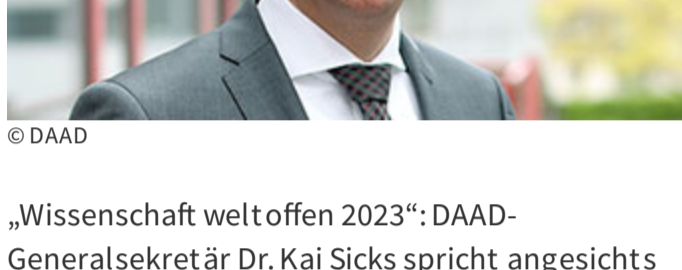 © DAAD
„Wissenschaft weltoffen 2023“: DAAD-
Generalsekretär Dr. Kai Sicks spricht angesichts